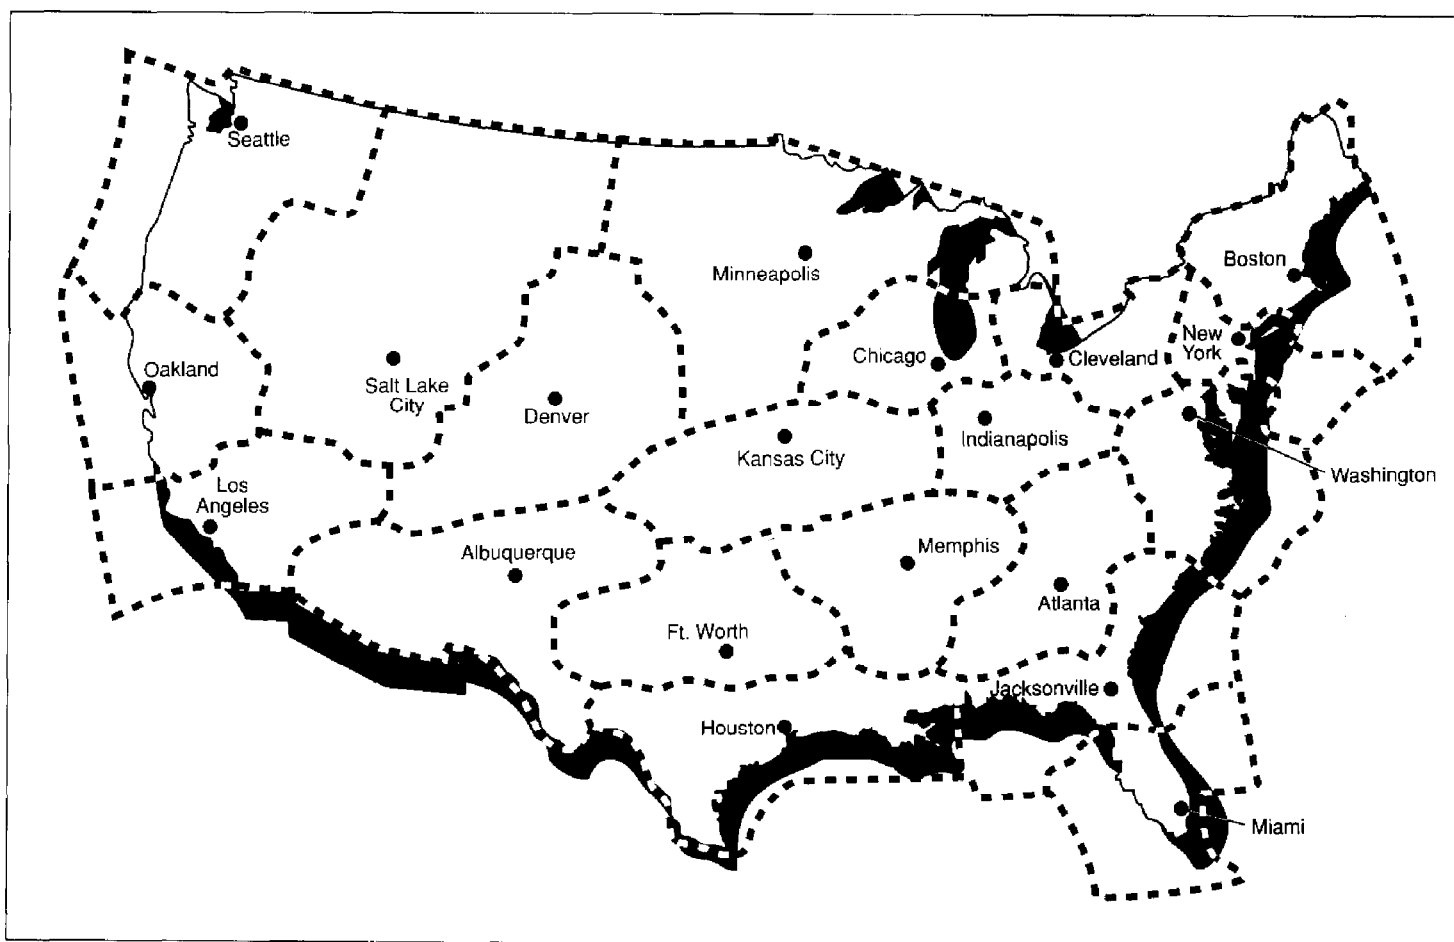 Seattle
Boston
Minneapolis
New
York
Chicago
Cleveland
Oakland
Salt Lake
City
Denver
Indianapolis
Kansas City
Washington
Los
Angeles
Albuquerque
Memphis
Atlanta
Ft. Worth
Jacksonville
Houston
Miami